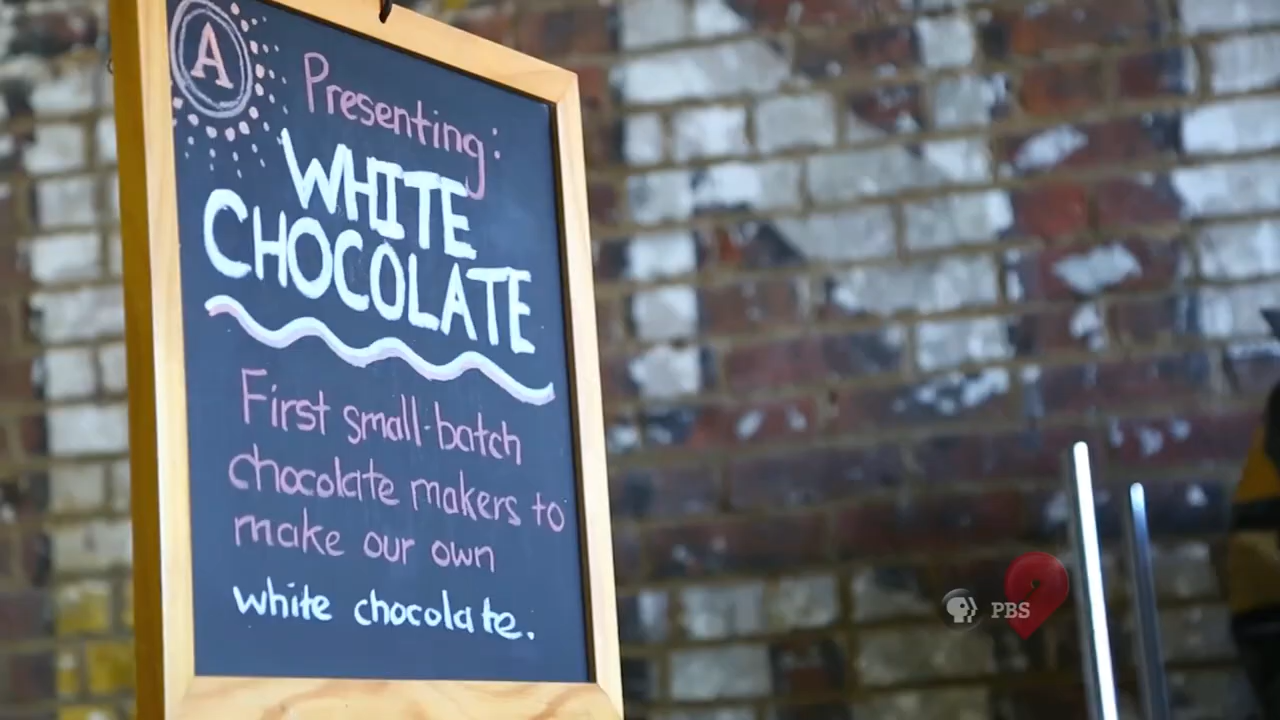 A
Presenting:
WHITE
CHOCOLATE
First small-batch
chocolate makers to
make our own
white chocolate.
PBS